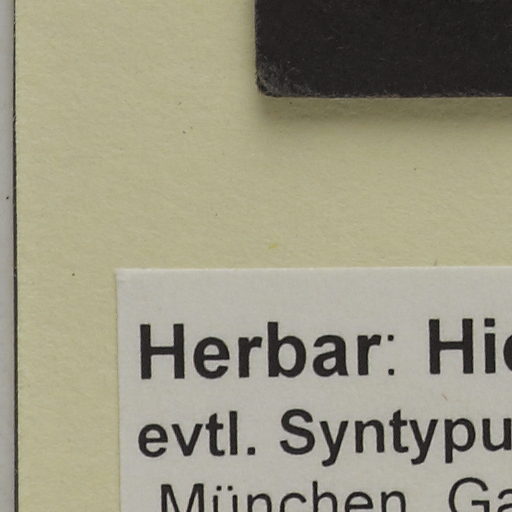 Herbar: Hi
evtl. Syntypu
München, Ga